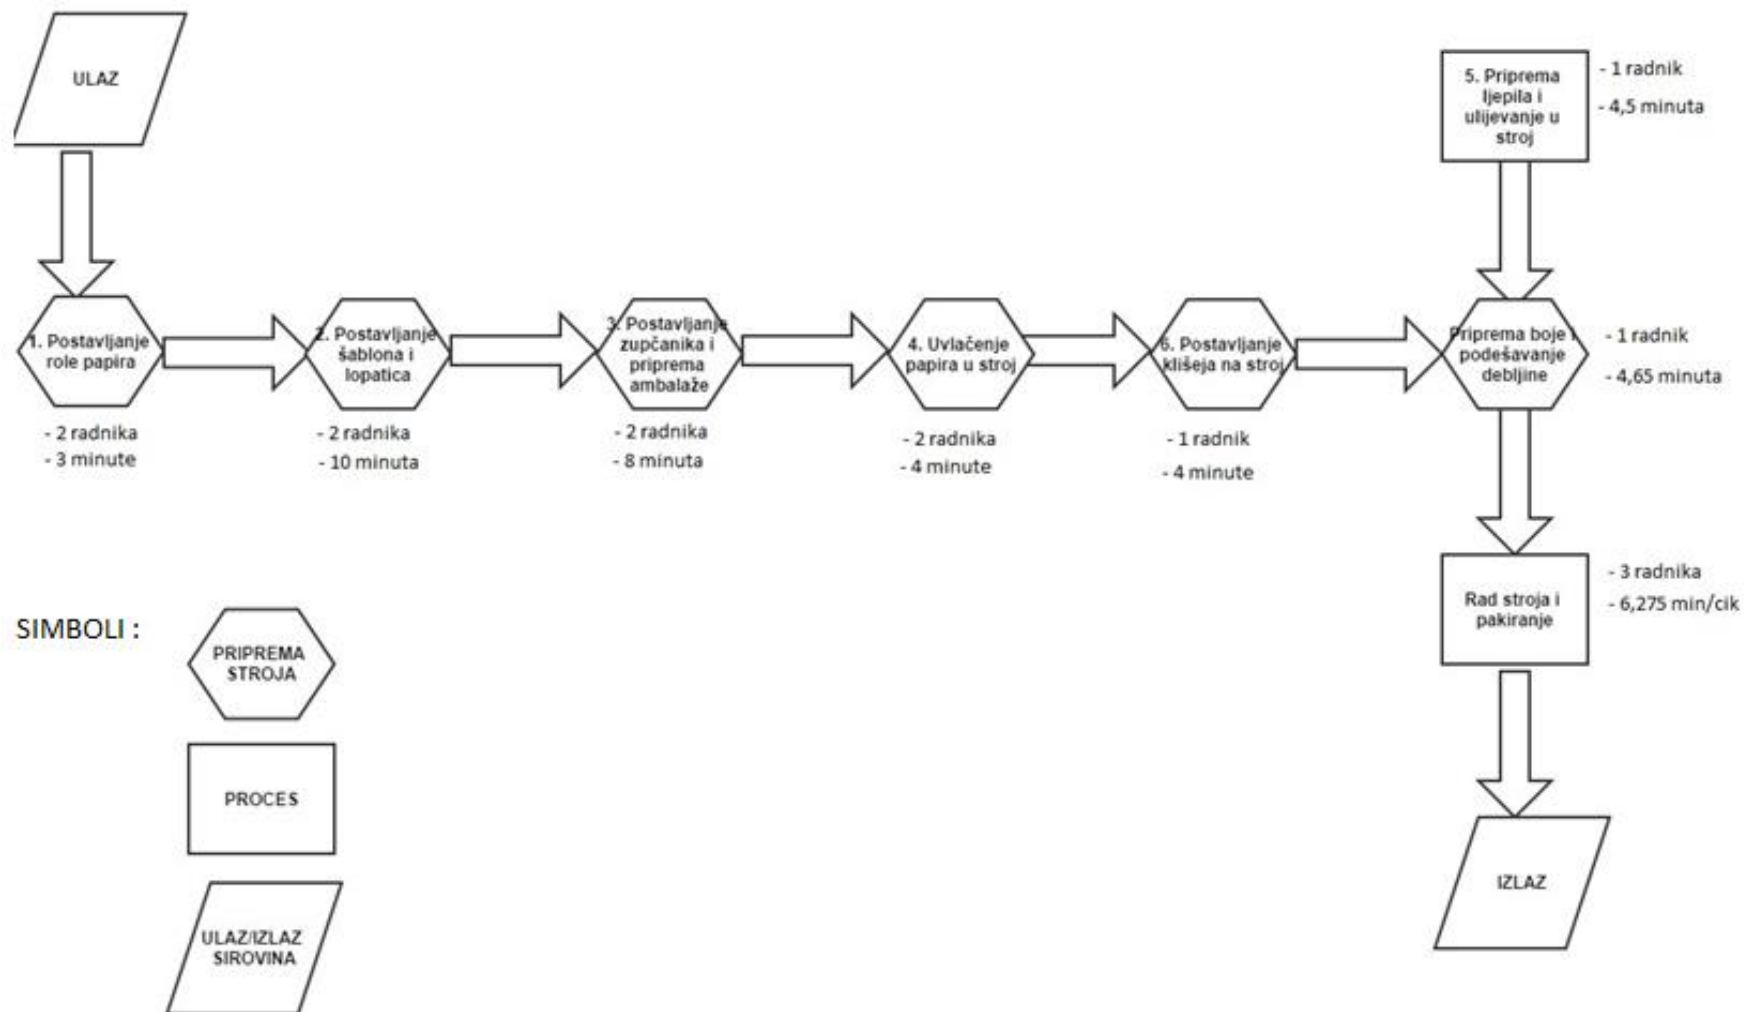 ULAZ
5. Priprema
ljepila i
ulijevanje u
stroj
- 1 radnik
- 4,5 minuta
1. Postavljanje
role papira
2. Postavljanje
šablona i
lopatica
3. Postavljanje
zupčanika i
priprema
ambalaže
4. Uvlačenje
papira u stroj
6. Postavljanje
klišeja na stroj
Priprema boje i
podešavanje
debljine
- 1 radnik
- 4,65 minuta
- 2 radnika
- 3 minute
- 2 radnika
- 10 minuta
- 2 radnika
- 8 minuta
- 2 radnika
- 4 minute
- 1 radnik
- 4 minute
Rad stroja i
pakiranje
- 3 radnika
- 6,275 min/cik
SIMBOLI :
PRIPREMA
STROJA
PROCES
ULAZ/IZLAZ
SIROVINA
IZLAZ